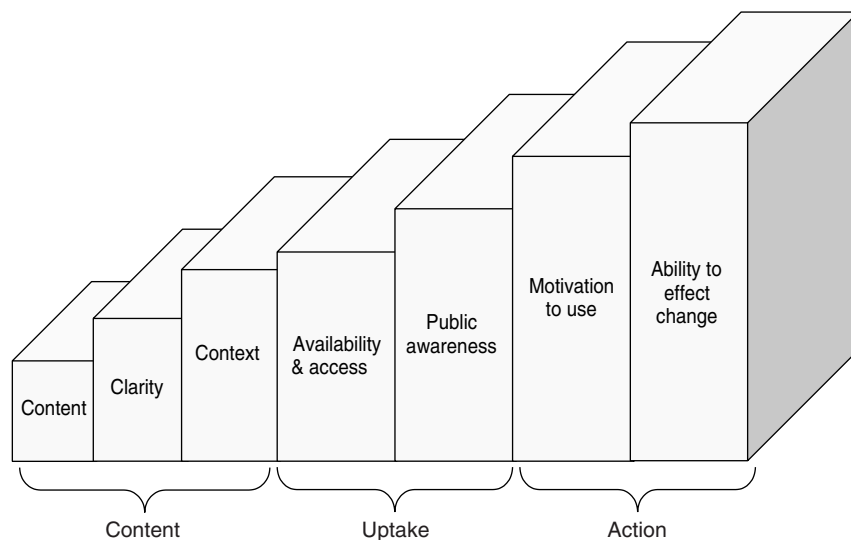 Content
Clarity
Context
Availability
& access
Public
awareness
Motivation
to use
Ability to
effect
change
Content
Uptake
Action